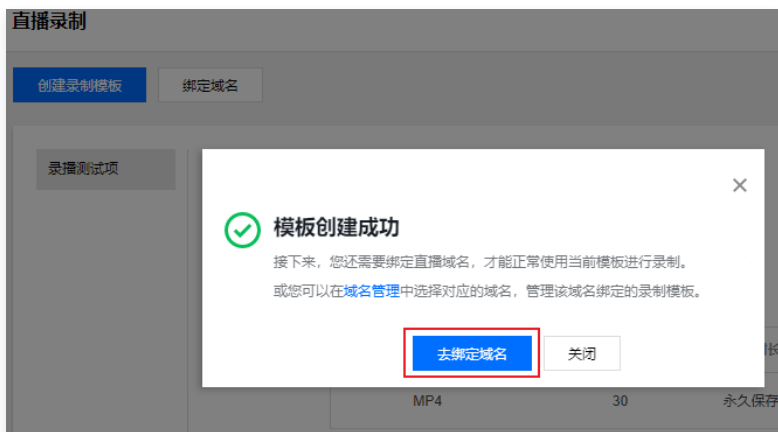 直播录制
创建录制模板 绑定域名
录播测试项
模板创建成功
接下来，您还需要绑定直播域名，才能正常使用当前模板进行录制。
或您可以在域名管理中选择对应的域名，管理该域名绑定的录制模板。
去绑定域名 关闭
长
MP4 30 永久保存